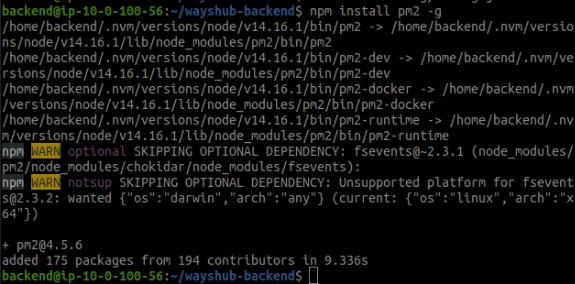 backend@ip-10-0-100-56:~/wayshub-backend$ npm install pm2 -g
/home/backend/.nvm/versions/node/v14.16.1/bin/pm2 -> /home/backend/.nvm/versio
ns/node/v14.16.1/lib/node_modules/pm2/bin/pm2
/home/backend/.nvm/versions/node/v14.16.1/bin/pm2-dev -> /home/backend/.nvm/ve
rsions/node/v14.16.1/lib/node_modules/pm2/bin/pm2-dev
/home/backend/.nvm/versions/node/v14.16.1/bin/pm2-docker -> /home/backend/.nvm
/versions/node/v14.16.1/lib/node_modules/pm2/bin/pm2-docker
/home/backend/.nvm/versions/node/v14.16.1/bin/pm2-runtime -> /home/backend/.nv
m/versions/node/v14.16.1/lib/node_modules/pm2/bin/pm2-runtime
npm WARN optional SKIPPING OPTIONAL DEPENDENCY: fsevents@~2.3.1 (node_modules/
pm2/node_modules/chokidar/node_modules/fsevents):
npm WARN notsup SKIPPING OPTIONAL DEPENDENCY: Unsupported platform for fsevent
s@2.3.2: wanted {"os":"darwin","arch":"any"} (current: {"os":"linux","arch":"x
64"})
+ pm2@4.5.6
added 175 packages from 194 contributors in 9.336s
backend@ip-10-0-100-56:~/wayshub-backend$